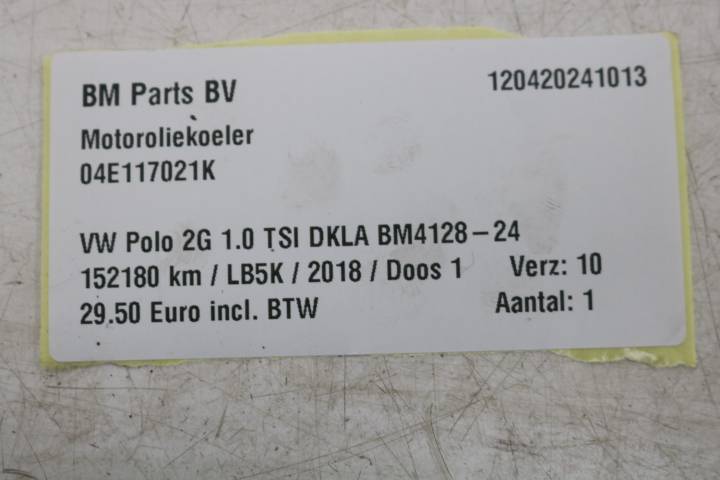 BM Parts BV 120420241013
Motoroliekoeler
04E117021K
VW Polo 2G 1.0 TSI DKLA BM4128-24
152180 km / LB5K / 2018 / Doos 1 Verz: 10
29.50 Euro incl. BTW Aantal: 1